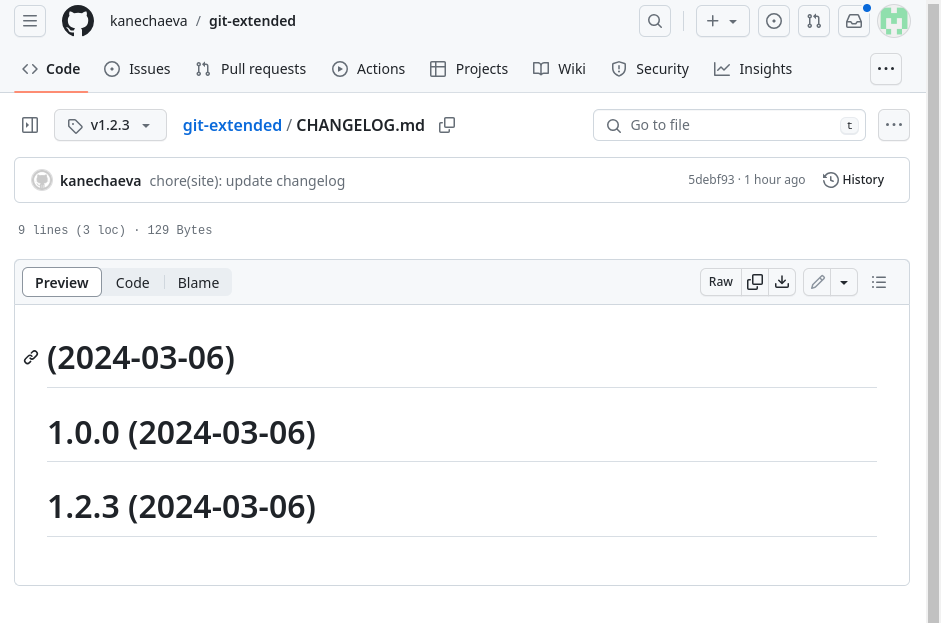 kanechaeva / git-extended
Code Issues Pull requests Actions Projects Wiki Security Insights
v1.2.3 git-extended / CHANGELOG.md Go to file t
kanechaeva chore(site): update changelog 5debf93 · 1 hour ago History
9 lines (3 loc) · 129 Bytes
Preview Code Blame Raw
(2024-03-06)
1.0.0 (2024-03-06)
1.2.3 (2024-03-06)